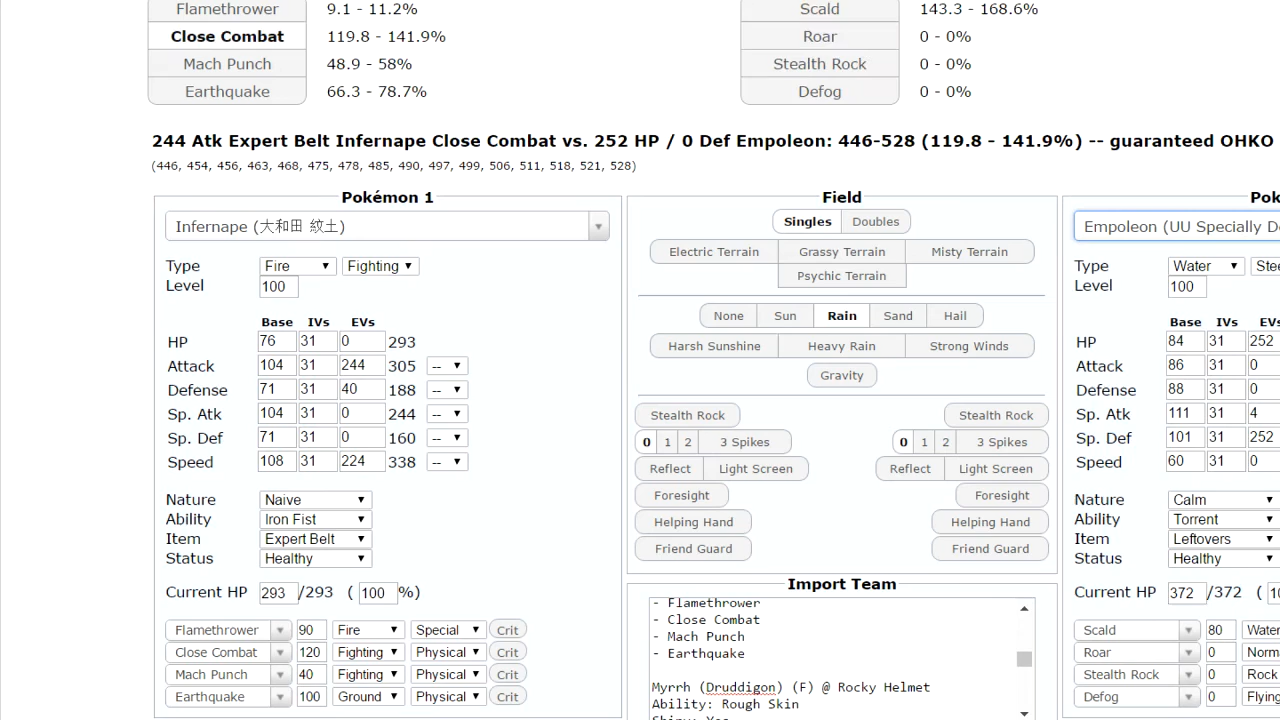 Flamethrower 9.1 - 11.2% Scald 143.3 - 168.6%
Close Combat 119.8 - 141.9% Roar 0 - 0%
Mach Punch 48.9 - 58% Stealth Rock 0 - 0%
Earthquake 66.3 - 78.7% Defog 0 - 0%
244 Atk Expert Belt Infernape Close Combat vs. 252 HP / 0 Def Empoleon: 446-528 (119.8 - 141.9%) -- guaranteed OHKO
(446, 454, 456, 463, 468, 475, 478, 485, 490, 497, 499, 506, 511, 518, 521, 528)
Pokémon 1
Infernape (大和田 紋土)
Type Fire Fighting
Level 100
Base IVs EVs
HP 76 31 0 293
Attack 104 31 244 305 --
Defense 71 31 40 188 --
Sp. Atk 104 31 0 244 --
Sp. Def 71 31 0 160 --
Speed 108 31 224 338 --
Nature Naive
Ability Iron Fist
Item Expert Belt
Status Healthy
Current HP 293 /293 ( 100 %)
Flamethrower 90 Fire Special Crit
Close Combat 120 Fighting Physical Crit
Mach Punch 40 Fighting Physical Crit
Earthquake 100 Ground Physical Crit
Field
Singles Doubles
Electric Terrain Grassy Terrain Misty Terrain
Psychic Terrain
None Sun Rain Sand Hail
Harsh Sunshine Heavy Rain Strong Winds
Gravity
Stealth Rock Stealth Rock
0 1 2 3 Spikes 0 1 2 3 Spikes
Reflect Light Screen Reflect Light Screen
Foresight Foresight
Helping Hand Helping Hand
Friend Guard Friend Guard
Import Team
- Flamethrower
- Close Combat
- Mach Punch
- Earthquake
Myrrh (Druddigon) (F) @ Rocky Helmet
Ability: Rough Skin
Shiny: Yes
Pok
Empoleon (UU Specially De
Type Water Stee
Level 100
Base IVs EVs
HP 84 31 252
Attack 86 31 0
Defense 88 31 0
Sp. Atk 111 31 4
Sp. Def 101 31 252
Speed 60 31 0
Nature Calm
Ability Torrent
Item Leftovers
Status Healthy
Current HP 372 /372 ( 10
Scald 80 Water
Roar 0 Norm
Stealth Rock 0 Rock
Defog 0 Flying